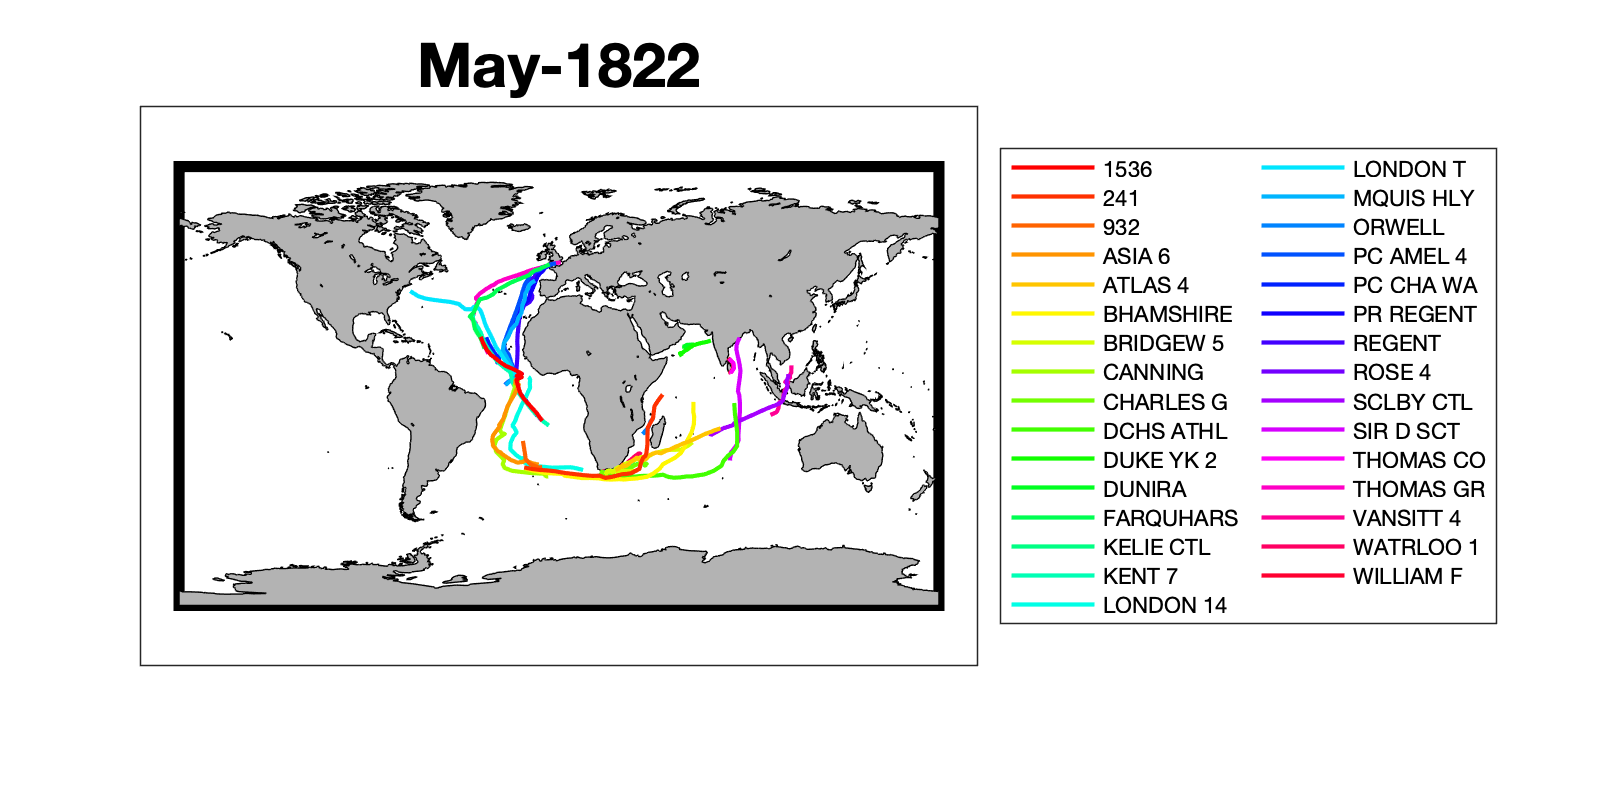 May-1822
1536
241
932
ASIA 6
ATLAS 4
BHAMSHIRE
BRIDGEW 5
CANNING
CHARLES G
DCHS ATHL
DUKE YK 2
DUNIRA
FARQUHARS
KELIE CTL
KENT 7
LONDON 14
LONDON T
MQUIS HLY
ORWELL
PC AMEL 4
PC CHA WA
PR REGENT
REGENT
ROSE 4
SCLBY CTL
SIR D SCT
THOMAS CO
THOMAS GR
VANSITT 4
WATRLOO 1
WILLIAM F